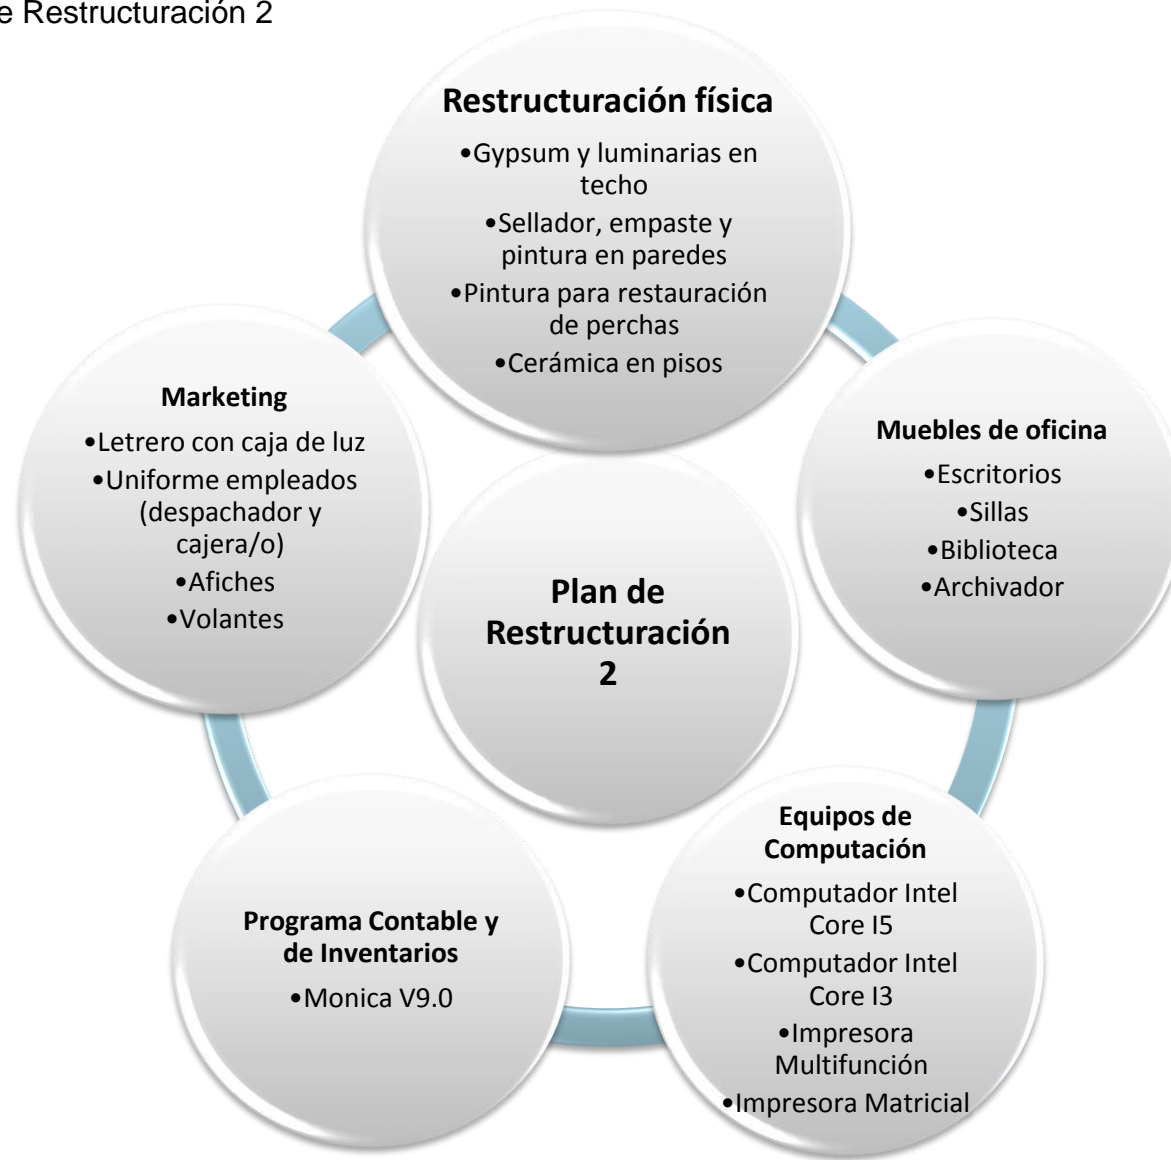 e Restructuración 2
Restructuración física
•Gypsum y luminarias en
techo
•Sellador, empaste y
pintura en paredes
•Pintura para restauración
de perchas
•Cerámica en pisos
Marketing
•Letrero con caja de luz
•Uniforme empleados
(despachador y
cajera/o)
•Afiches
•Volantes
Muebles de oficina
•Escritorios
•Sillas
•Biblioteca
•Archivador
Plan de
Restructuración
2
Programa Contable y
de Inventarios
•Monica V9.0
Equipos de
Computación
•Computador Intel
Core I5
•Computador Intel
Core I3
•Impresora
Multifunción
•Impresora Matricial